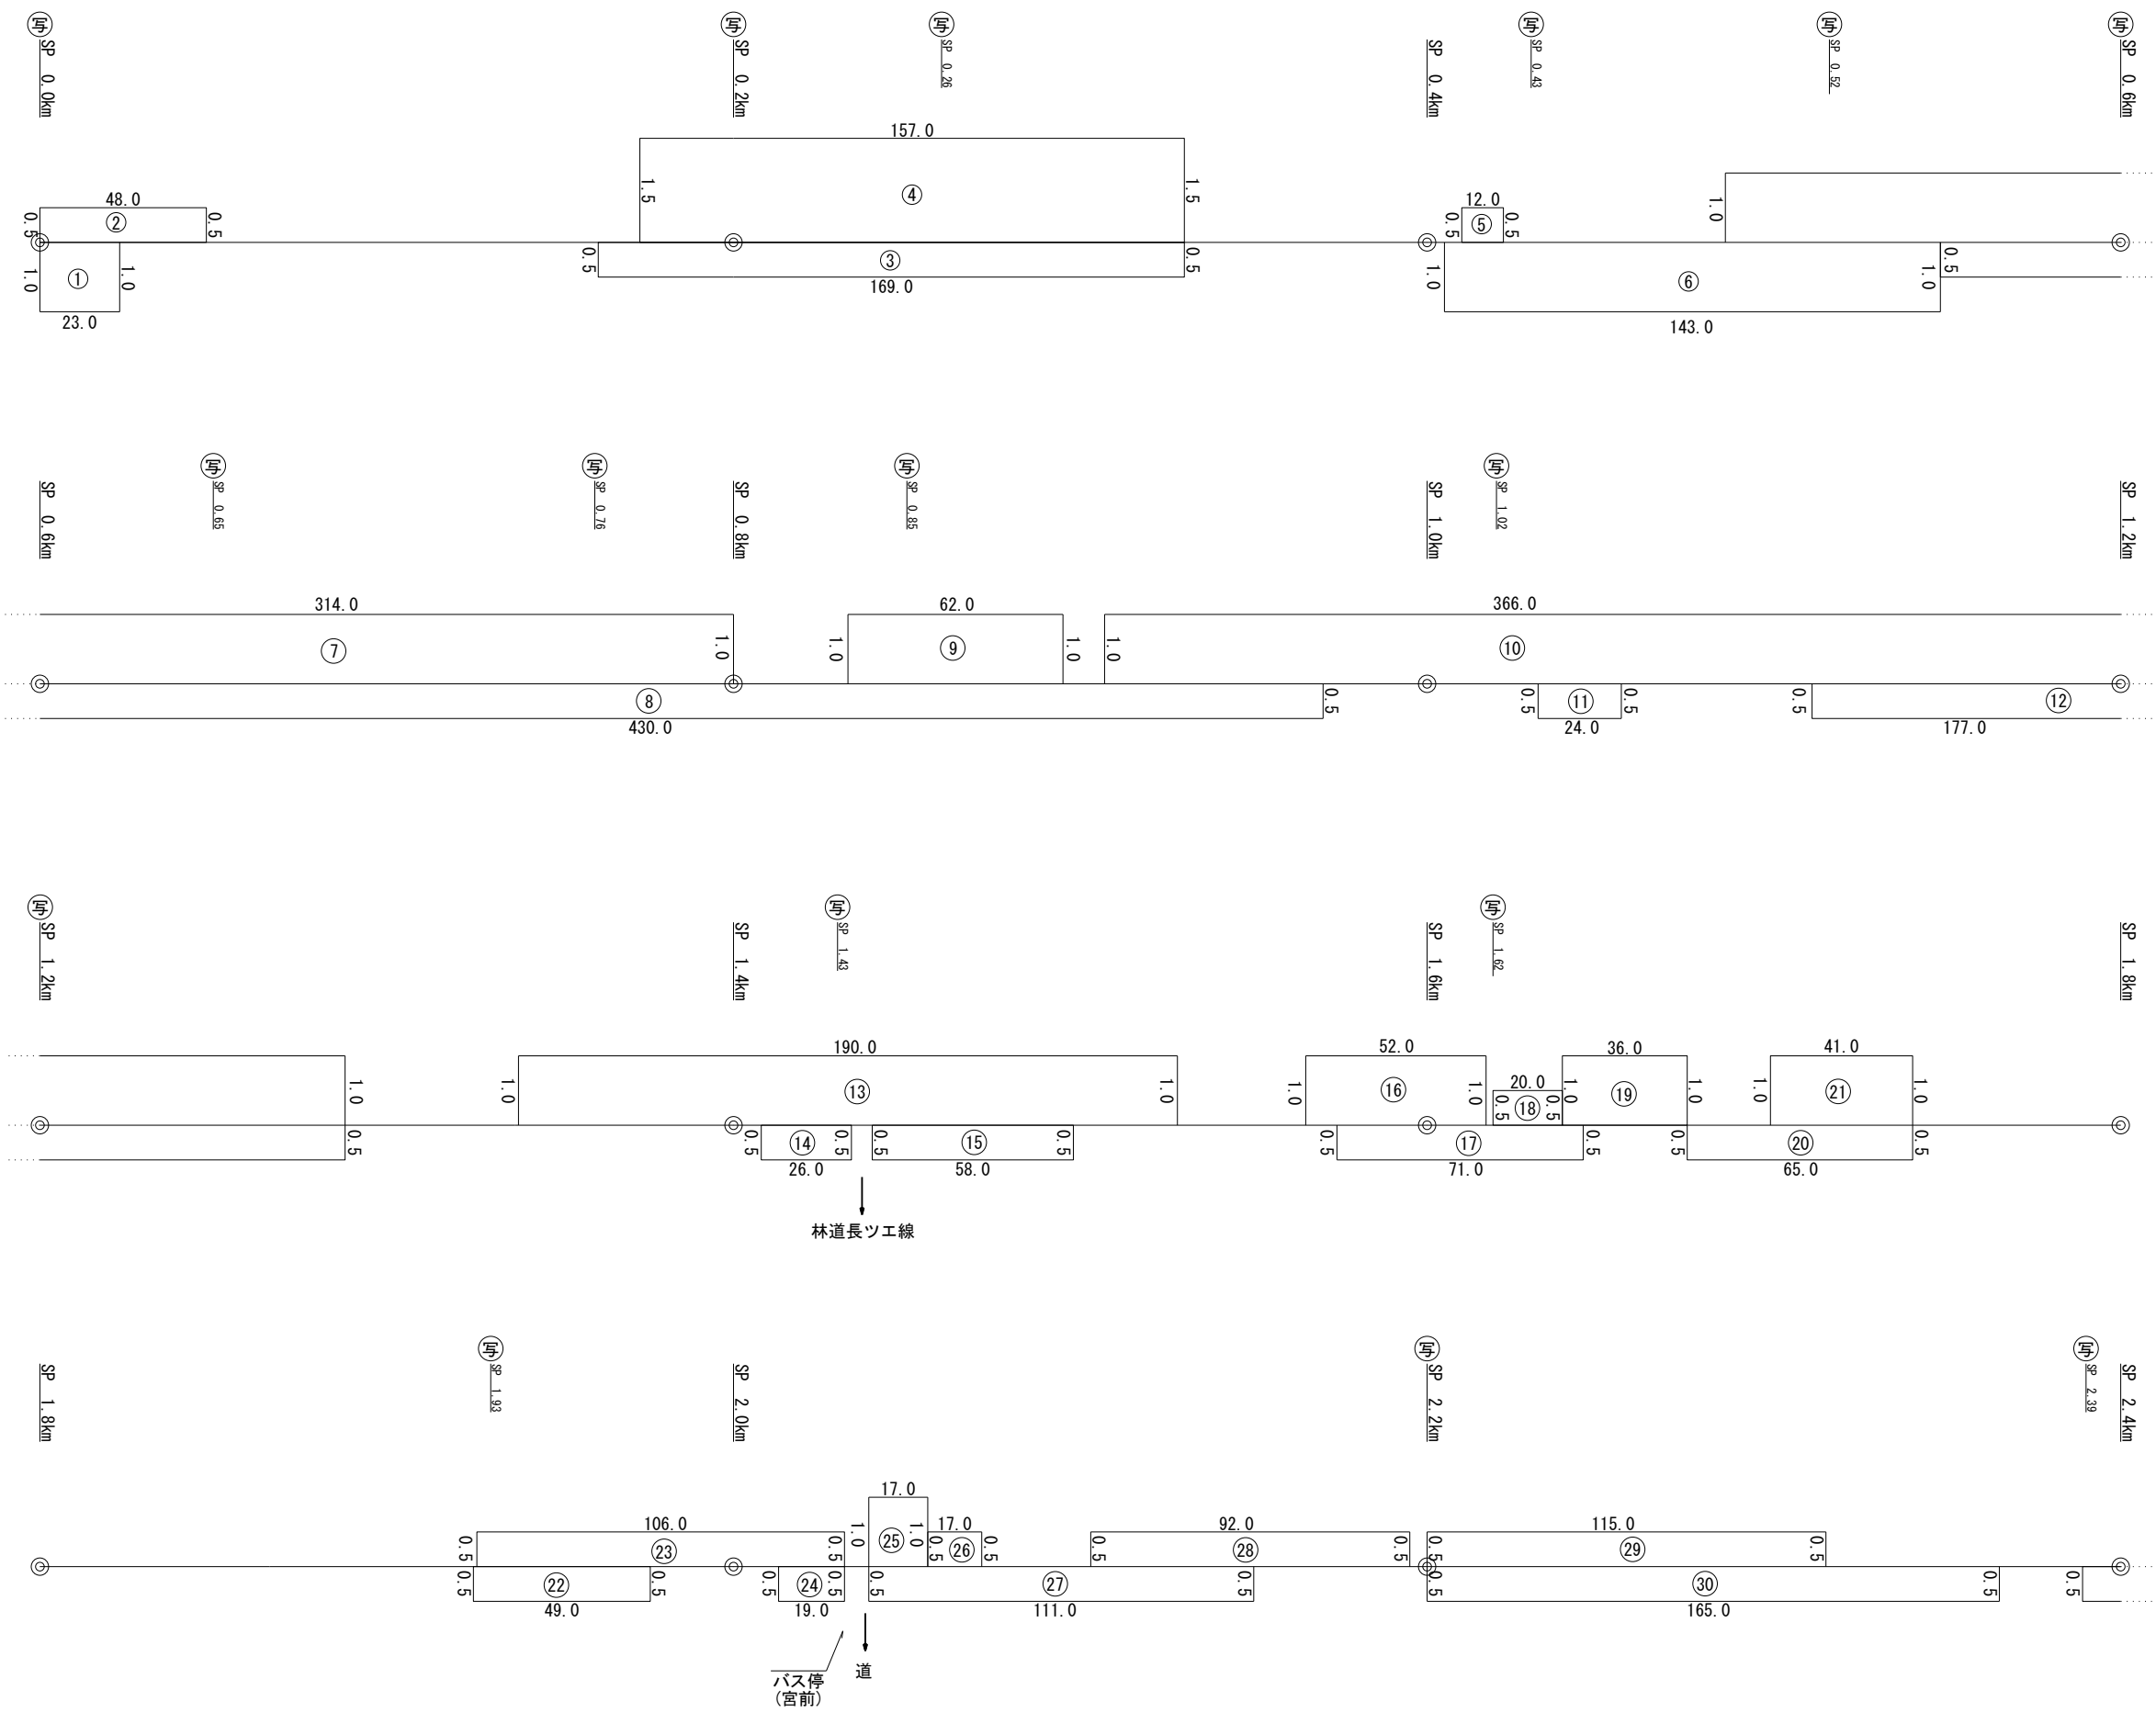 写 写 写 写 写 写
SP 0.0km SP 0.2km SP 0.26 SP 0.4km SP 0.43 SP 0.52 SP 0.6km
157.0
1.5 ④ 1.5
48.0 12.0
0.5 ② 0.5 0.5 ⑤ 0.5 1.0
1.0 ① 1.0 0.5 ③ 0.5 1.0 ⑥ 1.0 0.5
169.0
23.0 143.0
写 写 写 写
SP 0.6km SP 0.65 SP 0.76 SP 0.8km SP 0.85 SP 1.0km SP 1.02 SP 1.2km
314.0 62.0 366.0
⑦ 1.0 1.0 ⑨ 1.0 1.0 ⑩
⑧ 0.5 0.5 ⑪ 0.5 0.5 ⑫
430.0 24.0 177.0
写 写 写
SP 1.2km SP 1.4km SP 1.43 SP 1.6km SP 1.62 SP 1.8km
190.0 52.0 36.0 41.0
20.0
1.0 1.0 ⑬ 1.0 1.0 ⑯ 1.0 0.5 ⑱ 0.5 1.0 ⑲ 1.0 1.0 ㉑ 1.0
0.5 0.5 ⑭ 0.5 0.5 ⑮ 0.5 0.5 ⑰ 0.5 0.5 ⑳ 0.5
26.0 58.0 71.0 65.0
林道長ツエ線
写 写 写
SP 1.8km SP 1.93 SP 2.0km SP 2.2km SP 2.39 SP 2.4km
17.0
106.0 17.0 92.0 115.0
0.5 ㉓ 0.5 1.0 ㉕ 1.0 0.5 ㉖ 0.5 0.5 ㉘ 0.5 0.5 ㉙ 0.5
0.5 ㉒ 0.5 0.5 ㉔ 0.5 0.5 ㉗ 0.5 0.5 ㉚ 0.5 0.5
49.0 19.0 111.0 165.0
バス停 道
（宮前）